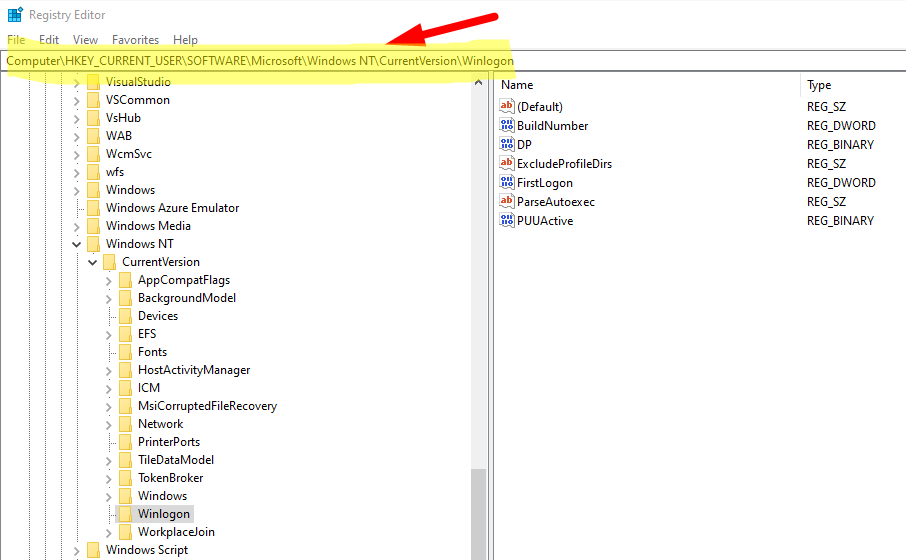 Registry Editor
File Edit View Favorites Help
Computer\HKEY_CURRENT_USER\SOFTWARE\Microsoft\Windows NT\CurrentVersion\Winlogon
VisualStudio
VSCommon
VsHub
WAB
WcmSvc
wfs
Windows
Windows Azure Emulator
Windows Media
Windows NT
CurrentVersion
AppCompatFlags
BackgroundModel
Devices
EFS
Fonts
HostActivityManager
ICM
MsiCorruptedFileRecovery
Network
PrinterPorts
TileDataModel
TokenBroker
Windows
Winlogon
WorkplaceJoin
Windows Script
Name Type
ab (Default) REG_SZ
BuildNumber REG_DWORD
DP REG_BINARY
ab ExcludeProfileDirs REG_SZ
FirstLogon REG_DWORD
ab ParseAutoexec REG_SZ
PUUActive REG_BINARY